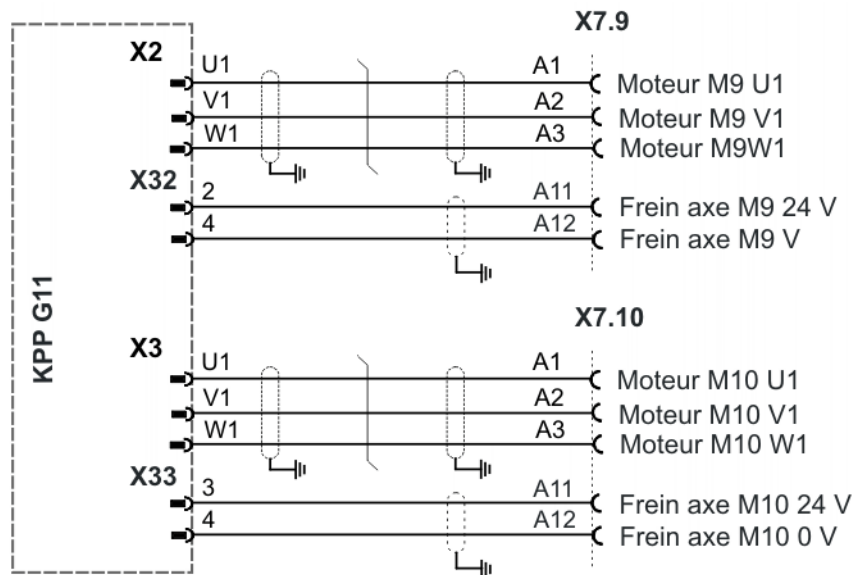 X7.9
X2
U1 A1 Moteur M9 U1
V1 A2 Moteur M9 V1
W1 A3 Moteur M9W1
X32
2 A11 Frein axe M9 24 V
4 A12 Frein axe M9 V
KPP G11
X7.10
X3
U1 A1 Moteur M10 U1
V1 A2 Moteur M10 V1
W1 A3 Moteur M10 W1
X33
3 A11 Frein axe M10 24 V
4 A12 Frein axe M10 0 V